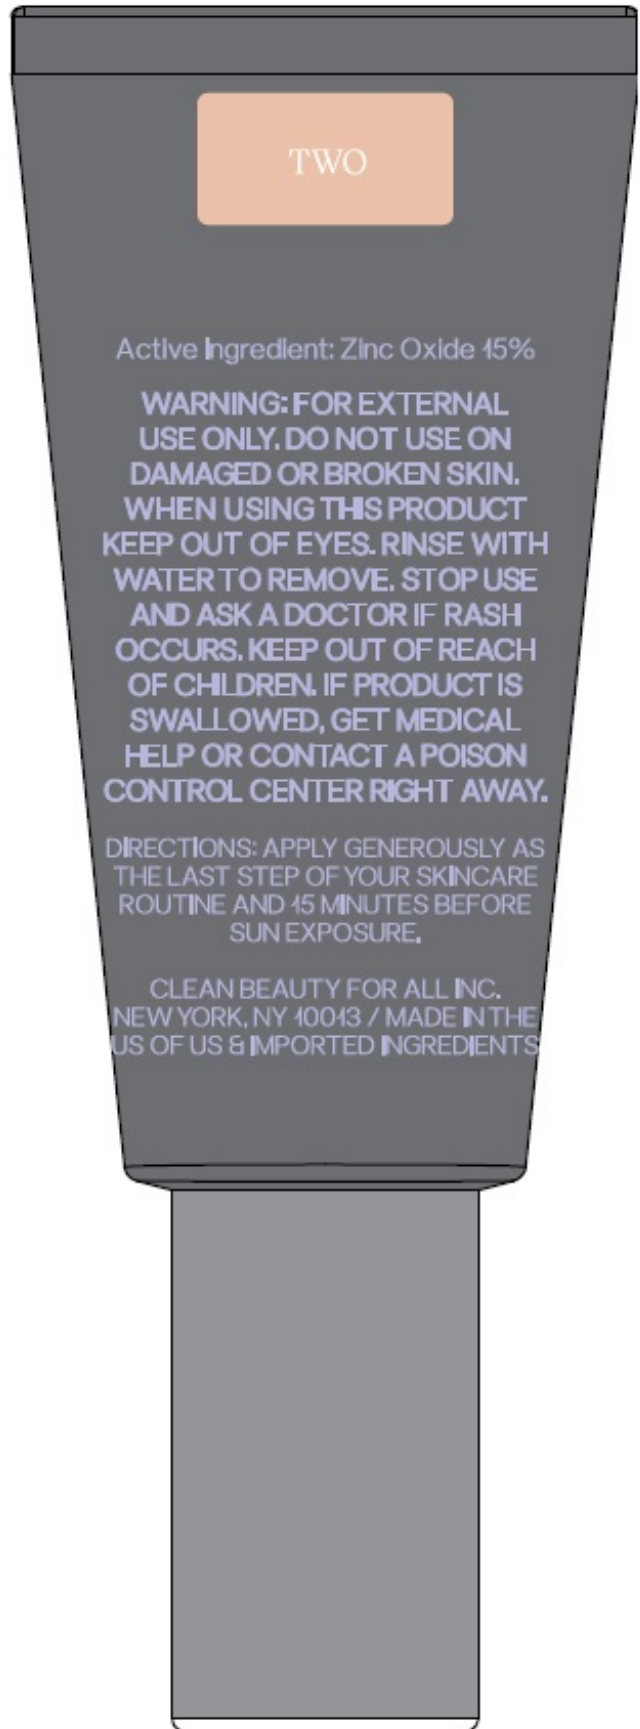 TWO
Active Ingredient: Zinc Oxide 15%
WARNING: FOR EXTERNAL
USE ONLY. DO NOT USE ON
DAMAGED OR BROKEN SKIN.
WHEN USING THIS PRODUCT
KEEP OUT OF EYES. RINSE WITH
WATER TO REMOVE. STOP USE
AND ASK A DOCTOR IF RASH
OCCURS. KEEP OUT OF REACH
OF CHILDREN. IF PRODUCT IS
SWALLOWED, GET MEDICAL
HELP OR CONTACT A POISON
CONTROL CENTER RIGHT AWAY.
DIRECTIONS: APPLY GENEROUSLY AS
THE LAST STEP OF YOUR SKINCARE
ROUTINE AND 15 MINUTES BEFORE
SUN EXPOSURE.
CLEAN BEAUTY FOR ALL INC.
NEW YORK, NY 10013 / MADE IN THE
US OF US & IMPORTED INGREDIENTS